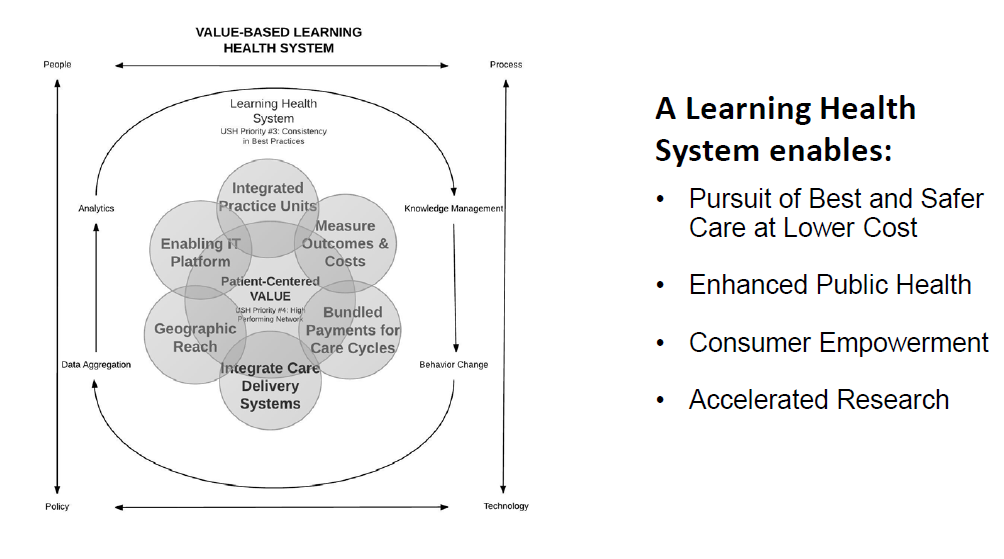 VALUE-BASED LEARNING
HEALTH SYSTEM
People
Process
Learning Health
System
USH Priority #3: Consistency
in Best Practices
Integrated
Practice Units
Analytics
Knowledge Management
Measure
Outcomes &
Costs
Enabling IT
Platform
Patient-Centered
VALUE
USH Priority #4: High
Performing Network
Bundled
Payments for
Care Cycles
Geographic
Reach
Data Aggregation
Behavior Change
Integrate Care
Delivery
Systems
Policy
Technology
A Learning Health
System enables:
• Pursuit of Best and Safer
Care at Lower Cost
• Enhanced Public Health
• Consumer Empowerment
• Accelerated Research